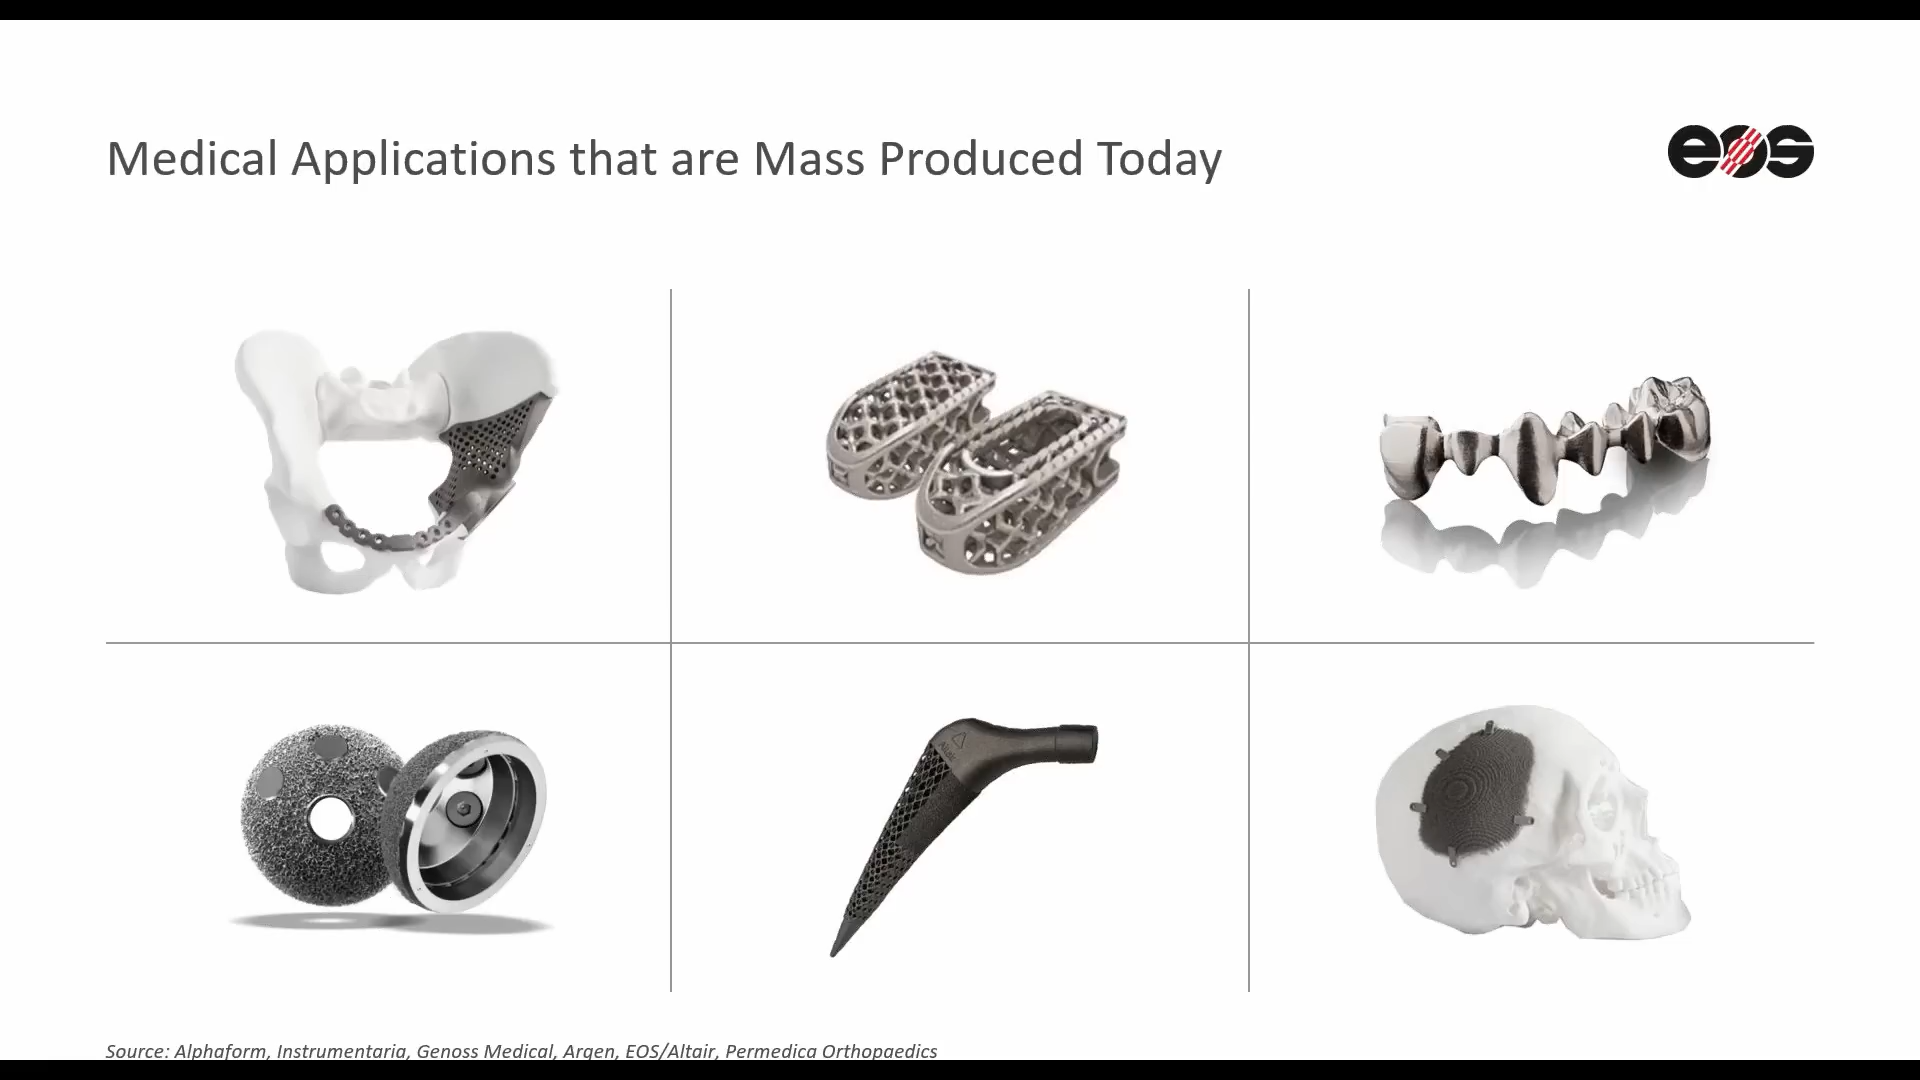 Medical Applications that are Mass Produced Today
eos
Source: Alphaform, Instrumentaria, Genoss Medical, Argen, EOS/Altair, Permedica Orthopaedics